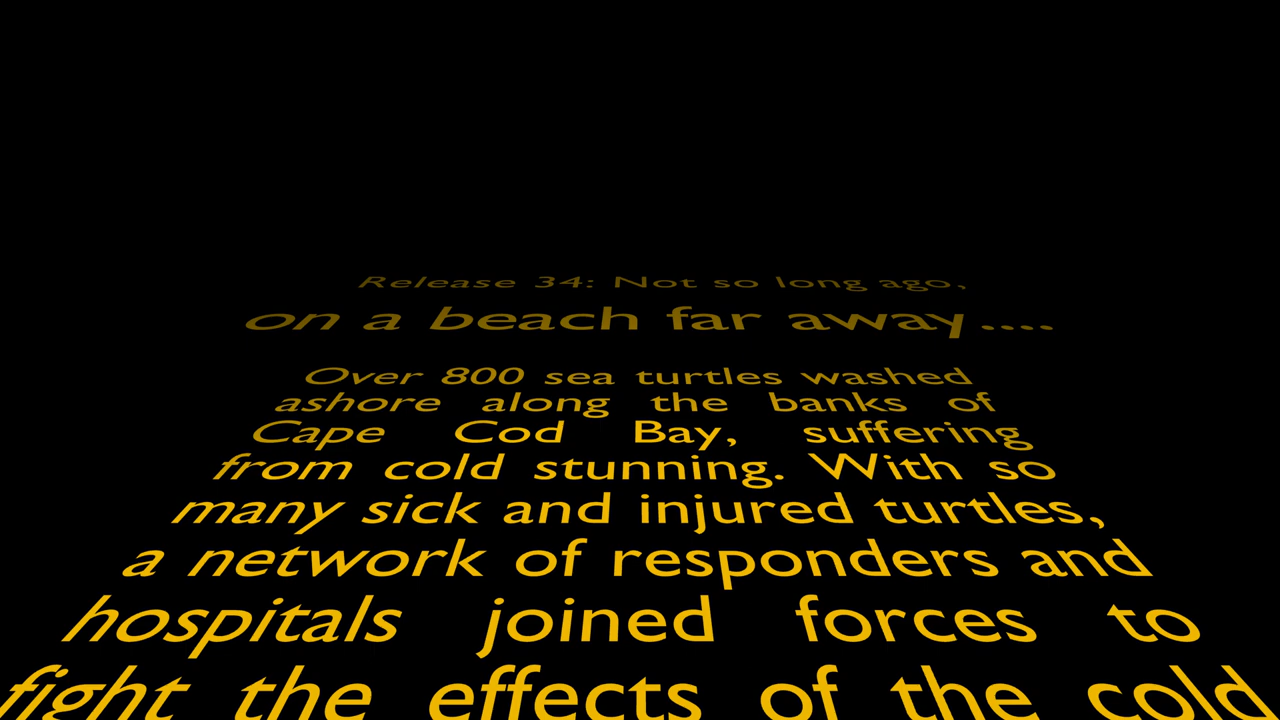 Release 34: Not so long ago,
on a beach far away....
Over 800 sea turtles washed
ashore along the banks of
Cape Cod Bay, suffering
from cold stunning. With so
many sick and injured turtles,
a network of responders and
hospitals joined forces to
fight the effects of the cold